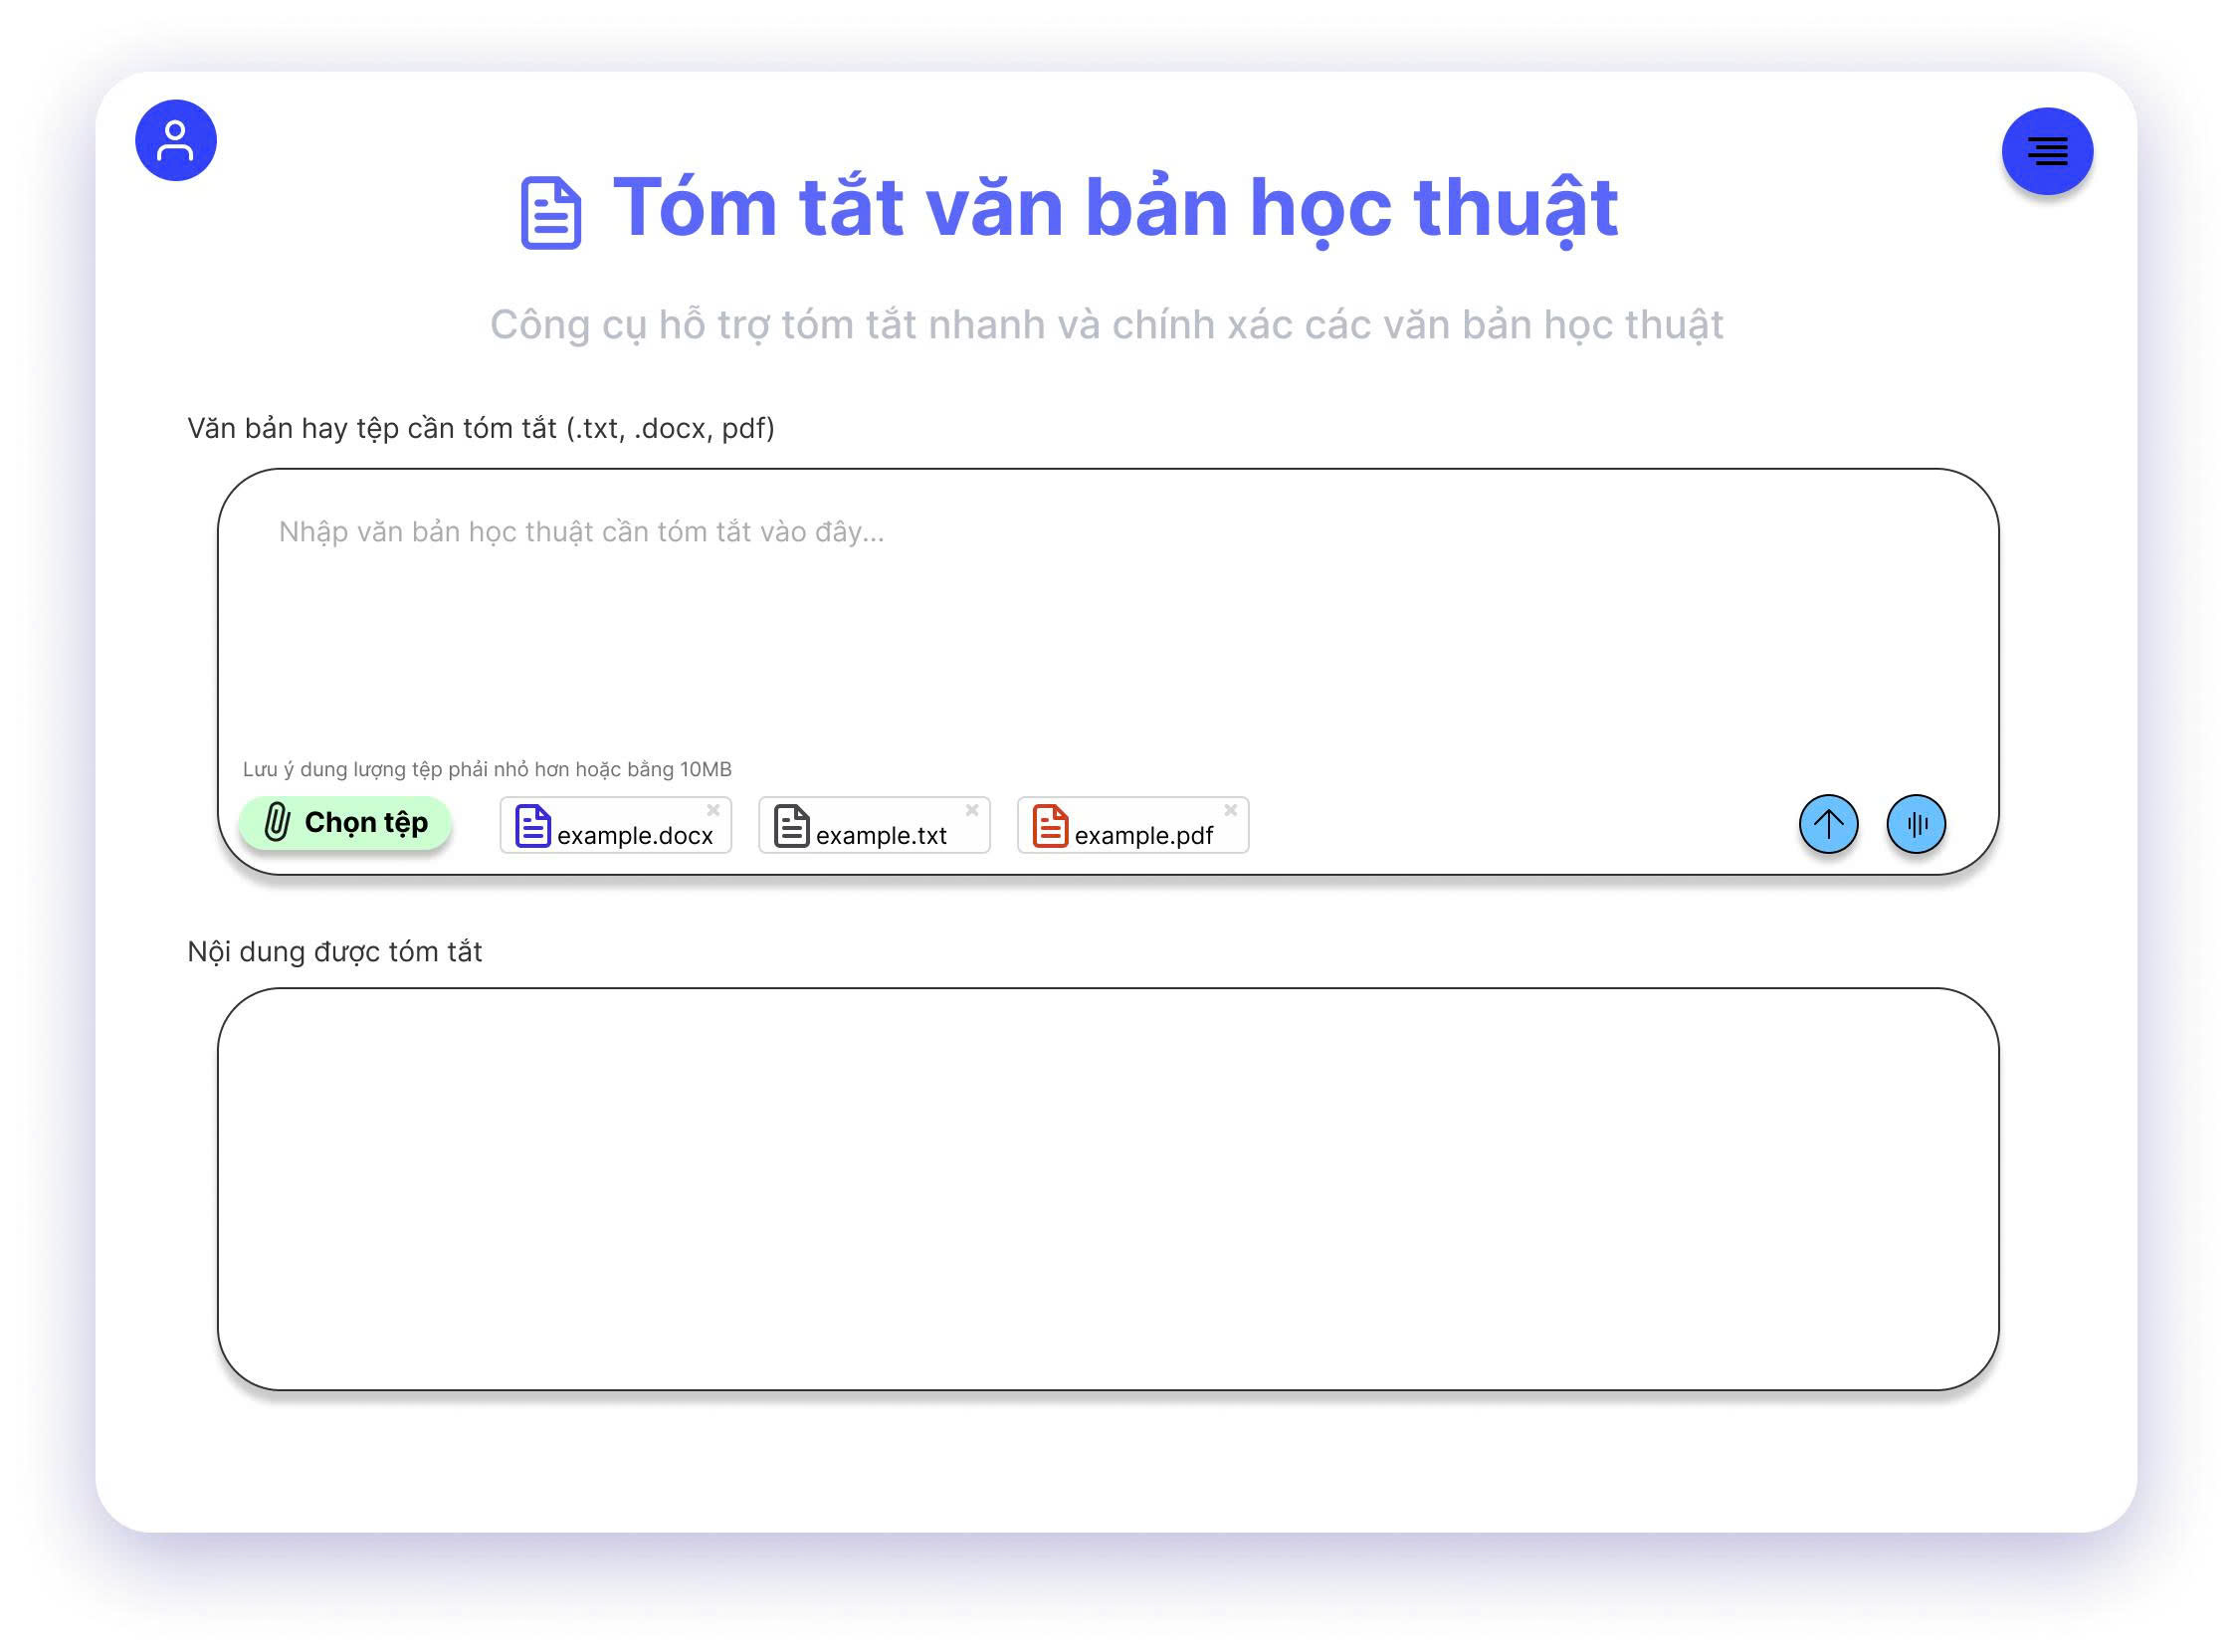 Tóm tắt văn bản học thuật
Công cụ hỗ trợ tóm tắt nhanh và chính xác các văn bản học thuật
Văn bản hay tệp cần tóm tắt (.txt, .docx, pdf)
Nhập văn bản học thuật cần tóm tắt vào đây...
Lưu ý dung lượng tệp phải nhỏ hơn hoặc bằng 10MB
Chọn tệp example.docx example.txt example.pdf
Nội dung được tóm tắt